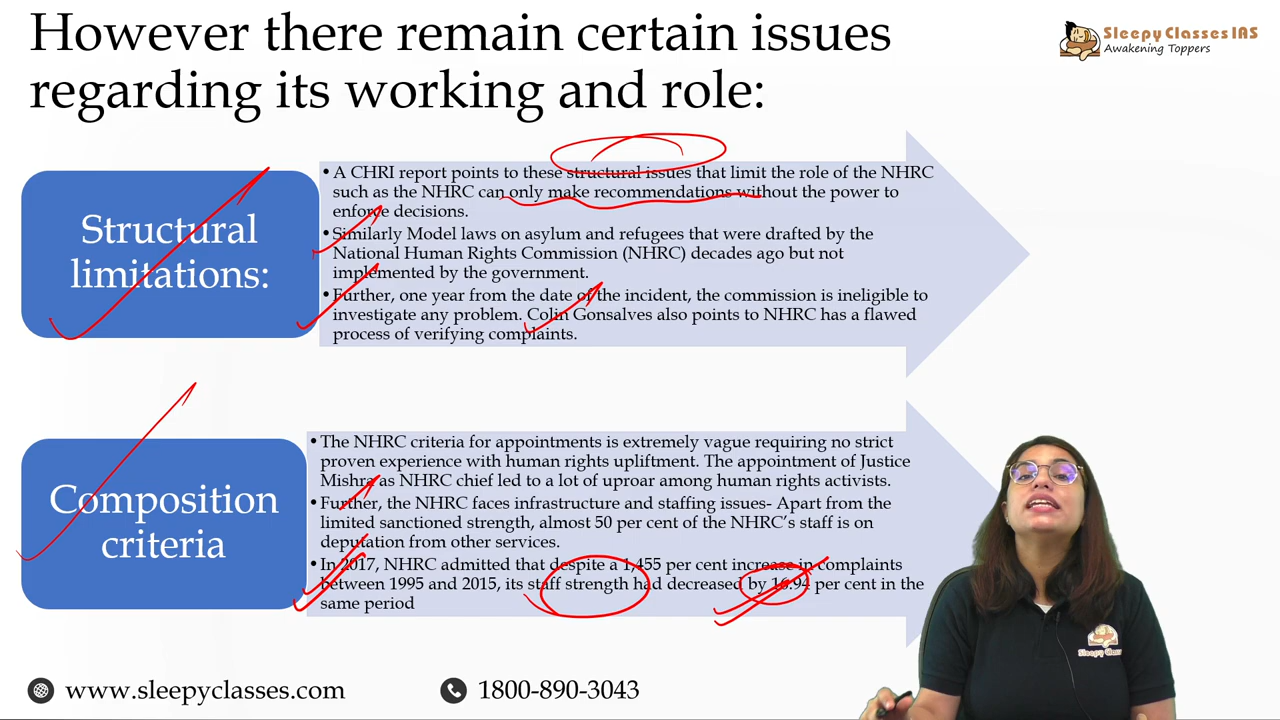 However there remain certain issues
regarding its working and role:
Sleepy Classes IAS
Awakening Toppers
Structural
limitations:
• A CHRI report points to these structural issues that limit the role of the NHRC
such as the NHRC can only make recommendations without the power to
enforce decisions.
• Similarly Model laws on asylum and refugees that were drafted by the
National Human Rights Commission (NHRC) decades ago but not
implemented by the government.
• Further, one year from the date of the incident, the commission is ineligible to
investigate any problem. Colin Gonsalves also points to NHRC has a flawed
process of verifying complaints.
Composition
criteria
• The NHRC criteria for appointments is extremely vague requiring no strict
proven experience with human rights upliftment. The appointment of Justice
Mishra as NHRC chief led to a lot of uproar among human rights activists.
• Further, the NHRC faces infrastructure and staffing issues- Apart from the
limited sanctioned strength, almost 50 per cent of the NHRC’s staff is on
deputation from other services.
• In 2017, NHRC admitted that despite a 1,455 per cent increase in complaints
between 1995 and 2015, its staff strength had decreased by 16.94 per cent in the
same period
www.sleepyclasses.com
1800-890-3043